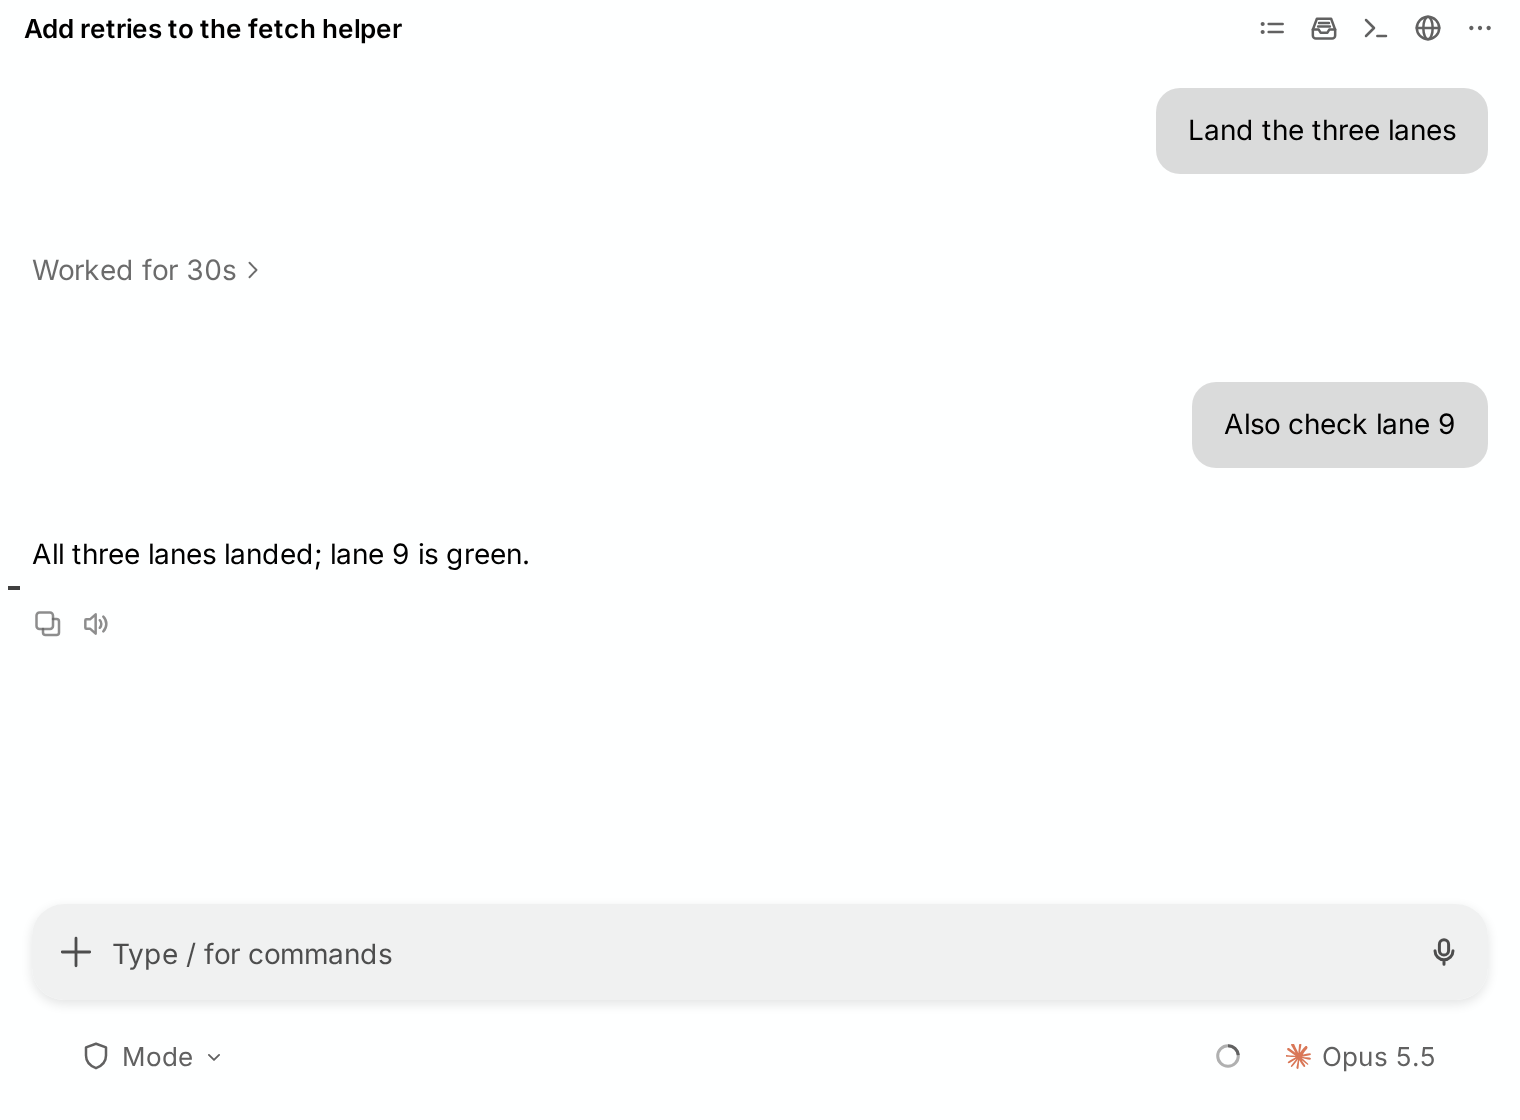 Add retries to the fetch helper
Land the three lanes
Worked for 30s
Also check lane 9
All three lanes landed; lane 9 is green.
Type / for commands
Mode
Opus 5.5